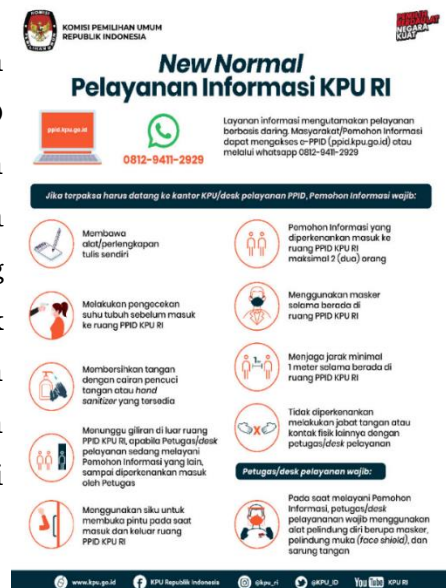 KOMISI PEMILIHAN UMUM
REPUBLIK INDONESIA
NEGARA
KUAT
New Normal
Pelayanan Informasi KPU RI
ppid.kpu.go.id
0812-9411-2929
Layanan informasi mengutamakan pelayanan
berbasis daring. Masyarakat/Pemohon Informasi
dapat mengakses e-PPID (ppid.kpu.go.id) atau
melalui whatsapp 0812-9411-2929
Jika terpaksa harus datang ke kantor KPU/desk pelayanan PPID, Pemohon Informasi wajib:
Membawa
alat/perlengkapan
tulis sendiri
Melakukan pengecekan
suhu tubuh sebelum masuk
ke ruang PPID KPU RI
Membersihkan tangan
dengan cairan pencuci
tangan atau hand
sanitizer yang tersedia
Menunggu giliran di luar ruang
PPID KPU RI, apabila Petugas/desk
pelayanan sedang melayani
Pemohon Informasi yang lain,
sampai diperkenankan masuk
oleh Petugas
Menggunakan siku untuk
membuka pintu pada saat
masuk dan keluar ruang
PPID KPU RI
Pemohon Informasi yang
diperkenankan masuk ke
ruang PPID KPU RI
maksimal 2 (dua) orang
Menggunakan masker
selama berada di
ruang PPID KPU RI
1m
Menjaga jarak minimal
1 meter selama berada di
ruang PPID KPU RI
Tidak diperkenankan
melakukan jabat tangan atau
kontak fisik lainnya dengan
petugas/desk pelayanan
Petugas/desk pelayanan wajib:
Pada saat melayani Pemohon
Informasi, petugas/desk
pelayanan wajib menggunakan
alat pelindung diri berupa masker,
pelindung muka (face shield), dan
sarung tangan
www.kpu.go.id
KPU Republik Indonesia
@kpu_ri
@KPU_ID
You Tube KPU RI